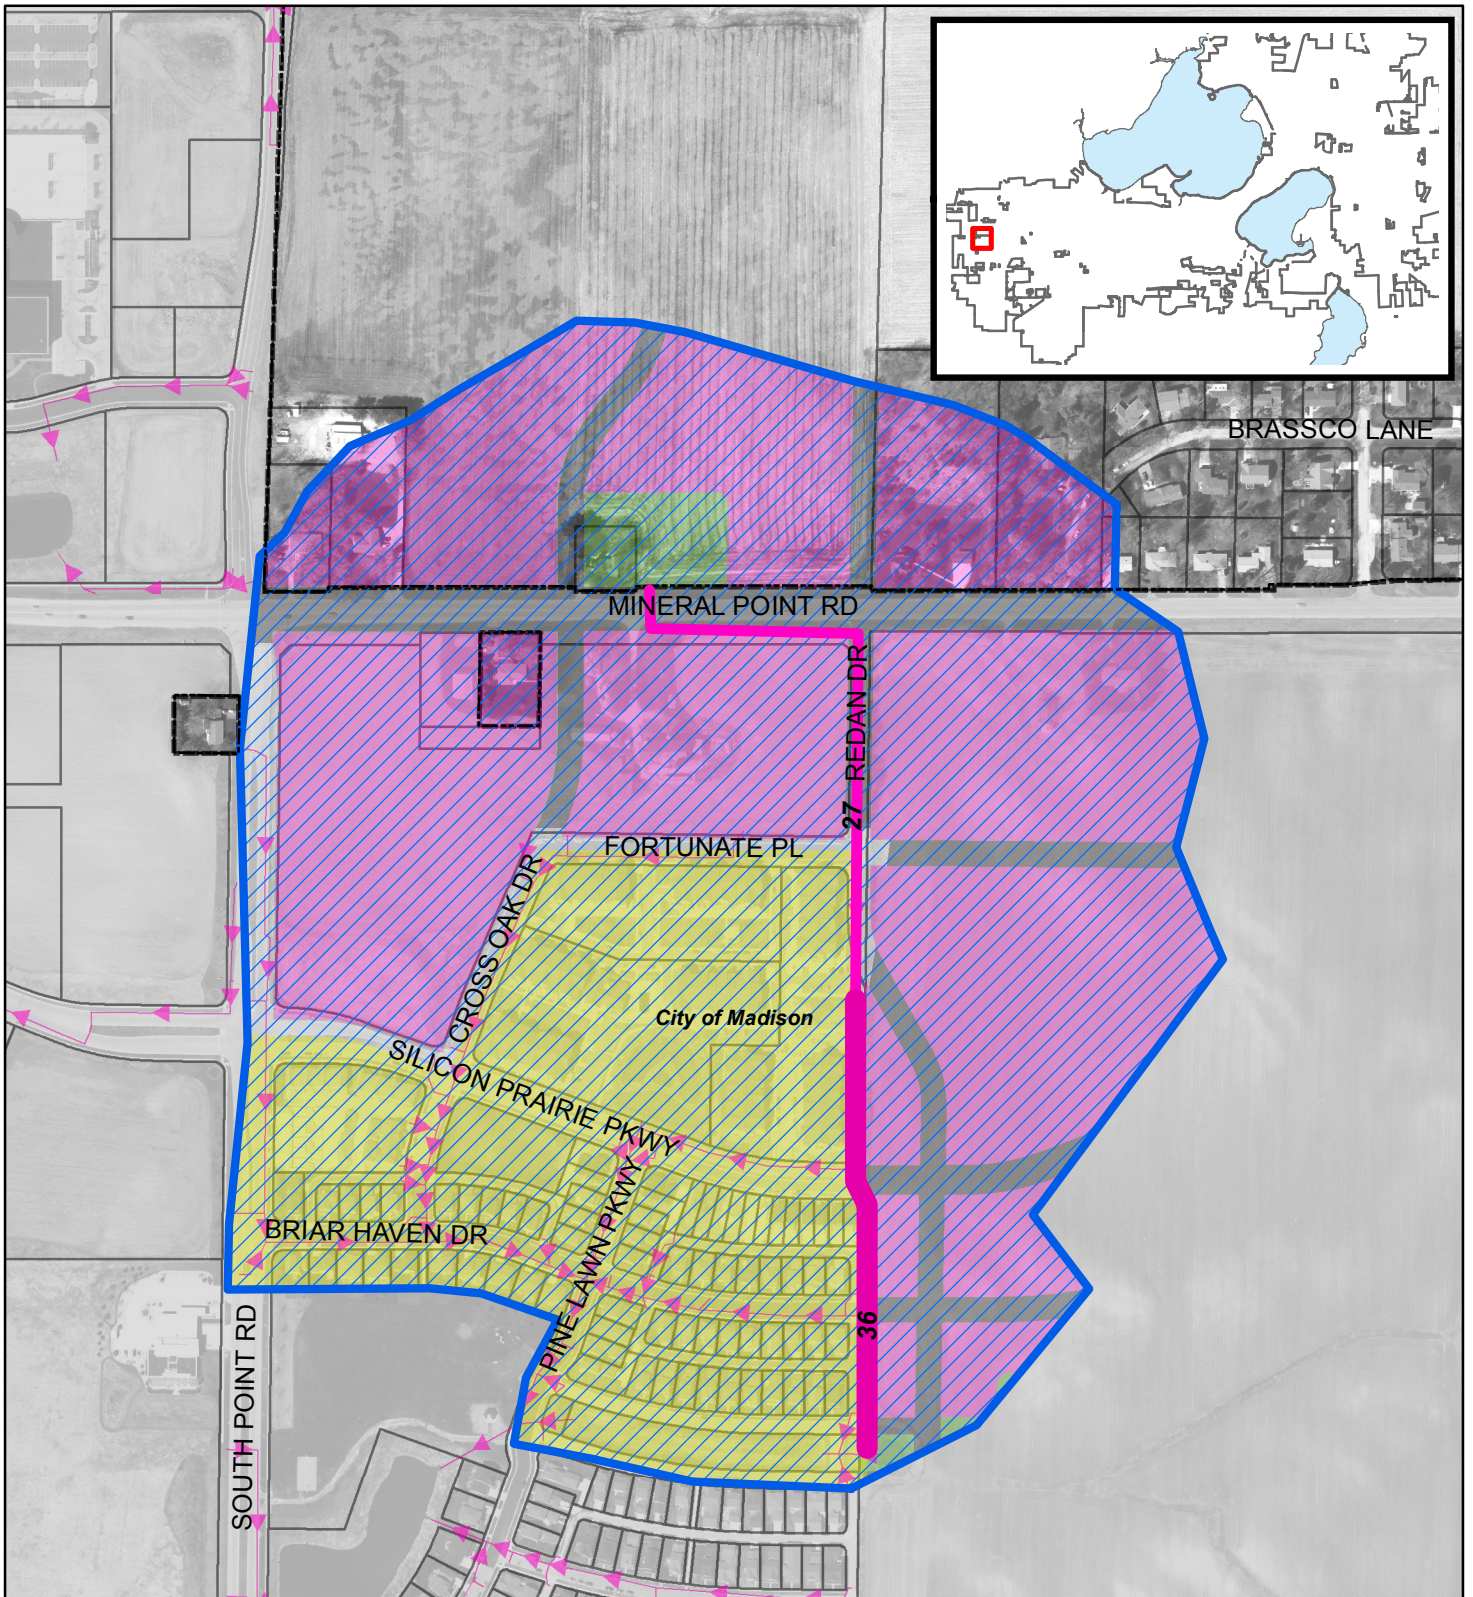 BRASSCO LANE
MINERAL POINT RD
REDAN DR
27
FORTUNATE PL
CROSS OAK DR
City of Madison
SILICON PRAIRIE PKWY
PINE LAWN PKWY
BRIAR HAVEN DR
36
SOUTH POINT RD